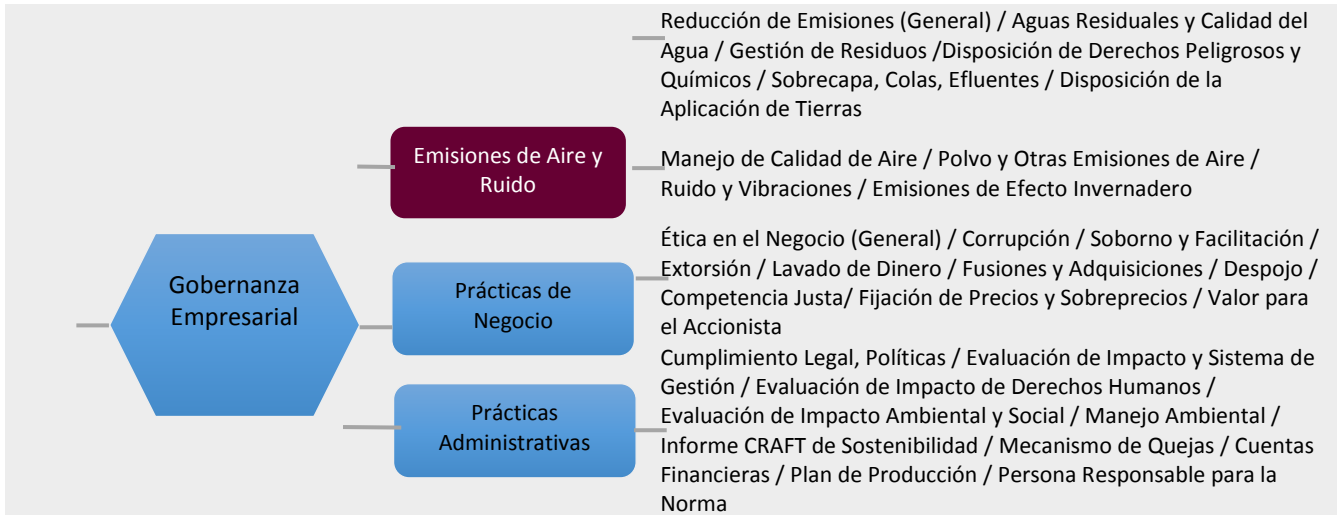 Reducción de Emisiones (General) / Aguas Residuales y Calidad del
Agua / Gestión de Residuos /Disposición de Derechos Peligrosos y
Químicos / Sobrecapa, Colas, Efluentes / Disposición de la
Aplicación de Tierras
Emisiones de Aire y
Ruido
Manejo de Calidad de Aire / Polvo y Otras Emisiones de Aire /
Ruido y Vibraciones / Emisiones de Efecto Invernadero
Gobernanza
Empresarial
Prácticas de
Negocio
Ética en el Negocio (General) / Corrupción / Soborno y Facilitación /
Extorsión / Lavado de Dinero / Fusiones y Adquisiciones / Despojo /
Competencia Justa/ Fijación de Precios y Sobreprecios / Valor para
el Accionista
Prácticas
Administrativas
Cumplimiento Legal, Políticas / Evaluación de Impacto y Sistema de
Gestión / Evaluación de Impacto de Derechos Humanos /
Evaluación de Impacto Ambiental y Social / Manejo Ambiental /
Informe CRAFT de Sostenibilidad / Mecanismo de Quejas / Cuentas
Financieras / Plan de Producción / Persona Responsable para la
Norma